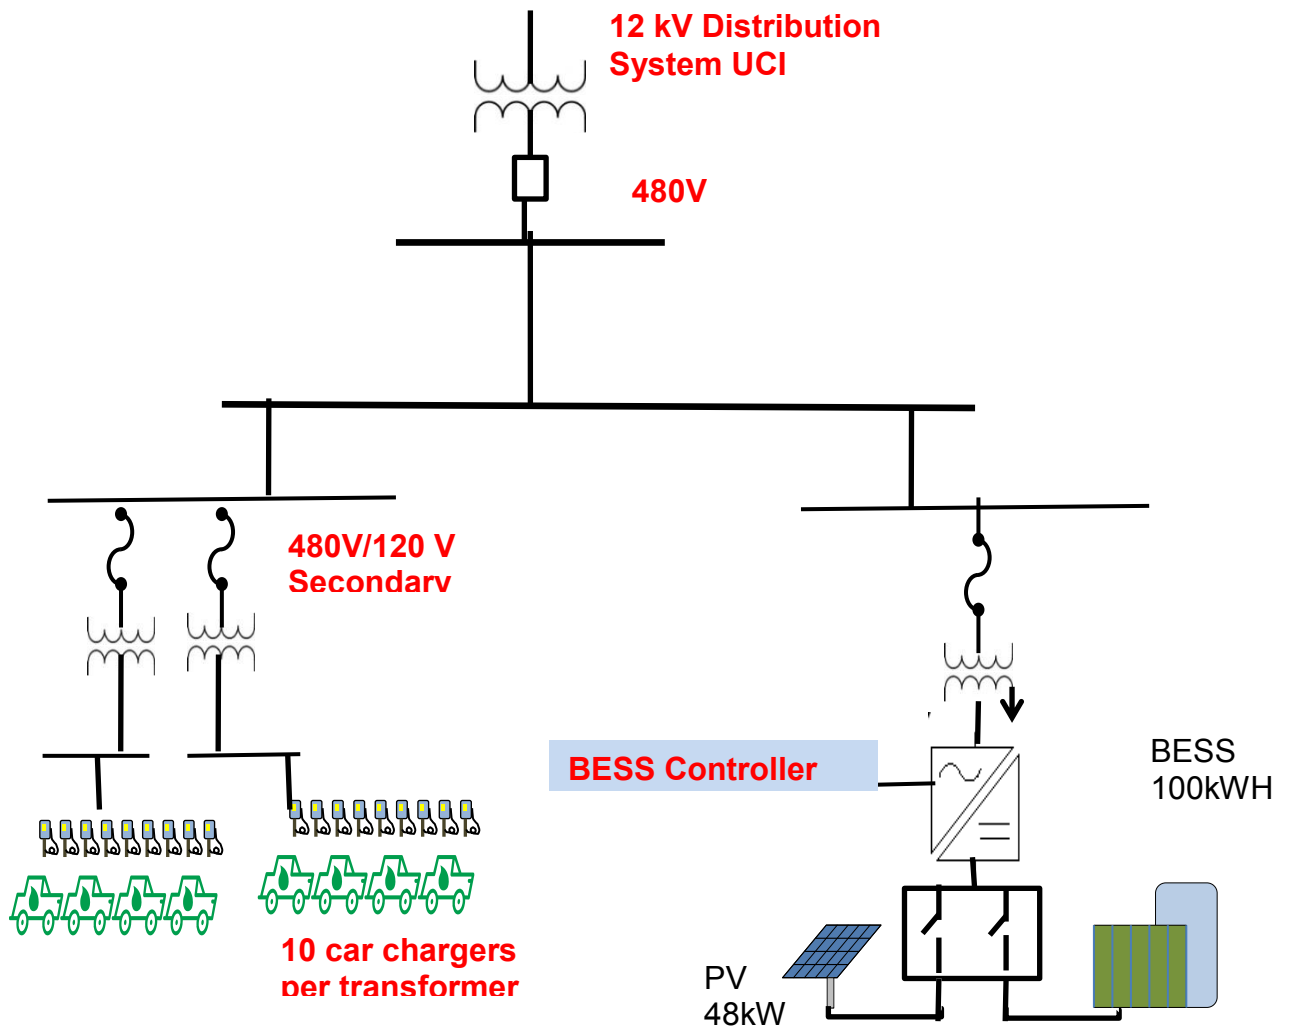 12 kV Distribution
System UCI
480V
480V/120 V
Secondary
BESS Controller
BESS
100kWH
10 car chargers
per transformer
PV
48kW